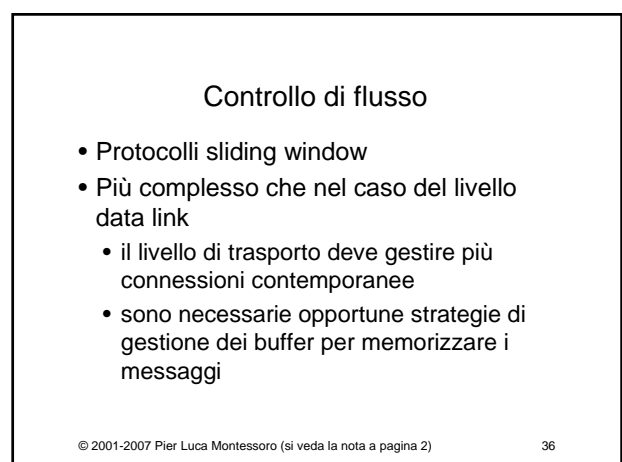 Controllo di flusso
• Protocolli sliding window
• Più complesso che nel caso del livello
data link
• il livello di trasporto deve gestire più
connessioni contemporanee
• sono necessarie opportune strategie di
gestione dei buffer per memorizzare i
messaggi
© 2001-2007 Pier Luca Montessoro (si veda la nota a pagina 2) 36